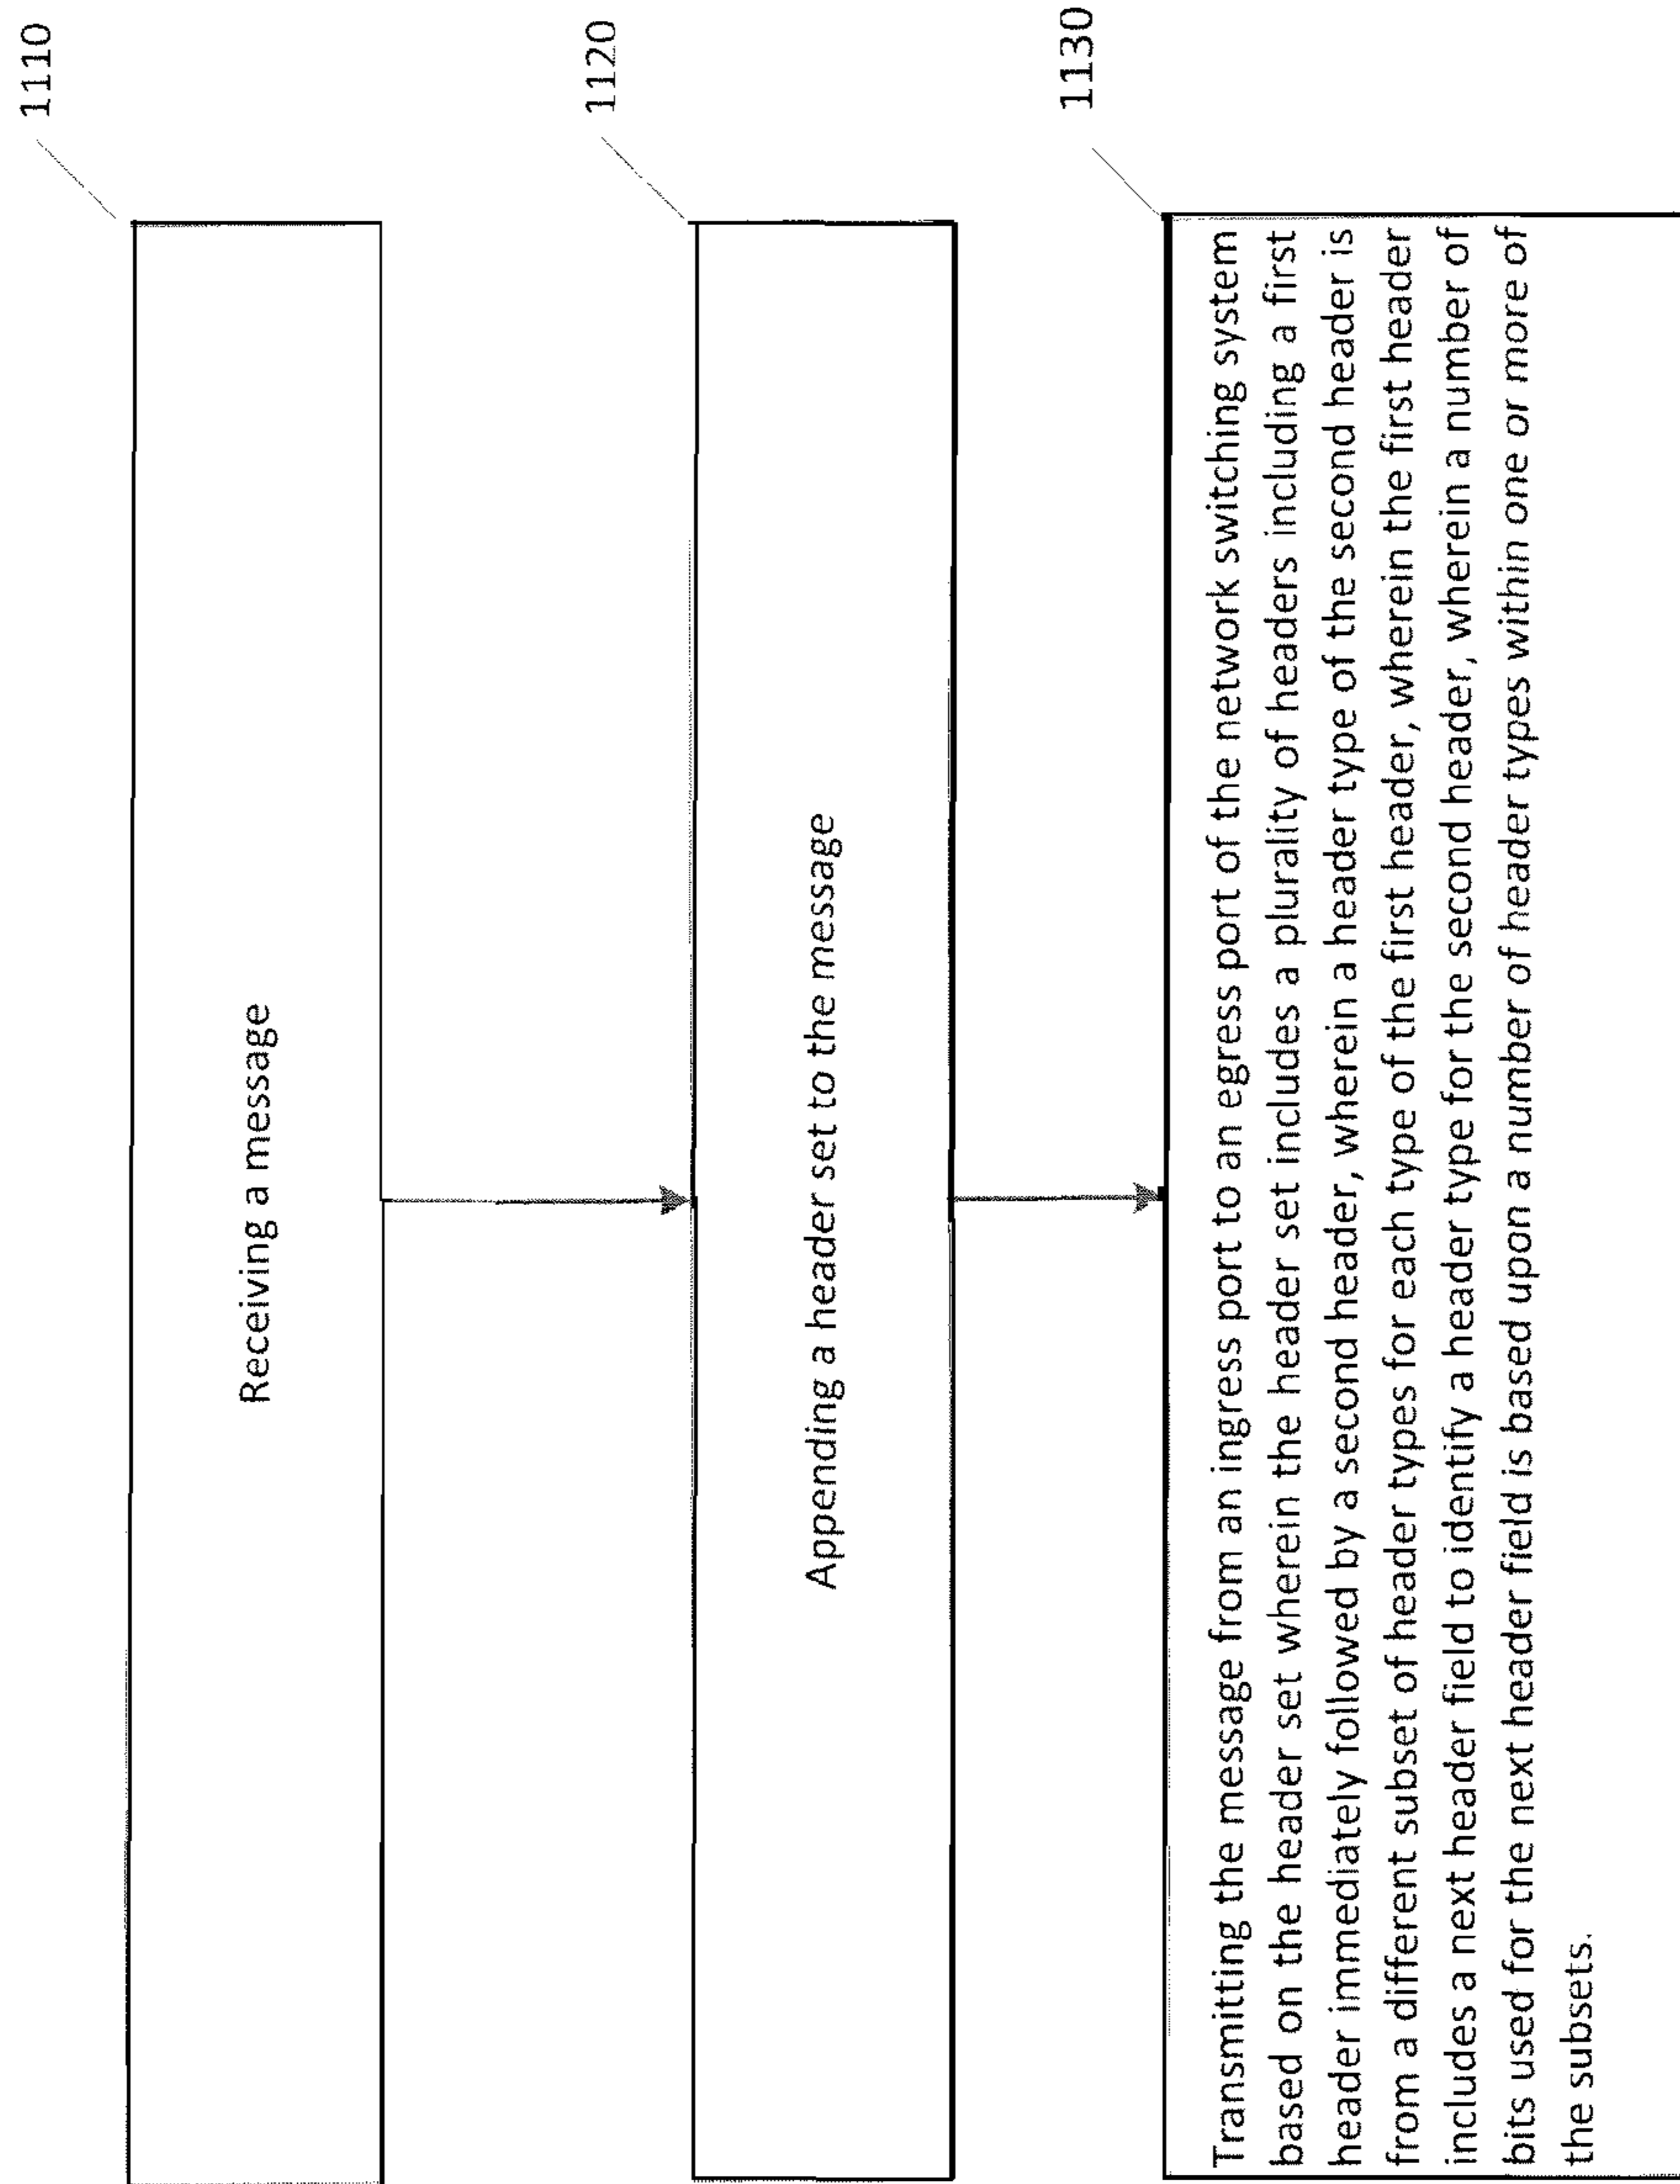 1110
Receiving a message
1120
Appending a header set to the message
1130
Transmitting the message from an ingress port to an egress port of the network switching system
based on the header set wherein the header set includes a plurality of headers including a first
header immediately followed by a second header, wherein a header type of the second header is
from a different subset of header types for each type of the first header, wherein the first header
includes a next header field to identify a header type for the second header, wherein a number of
bits used for the next header field is based upon a number of header types within one or more of
the subsets.